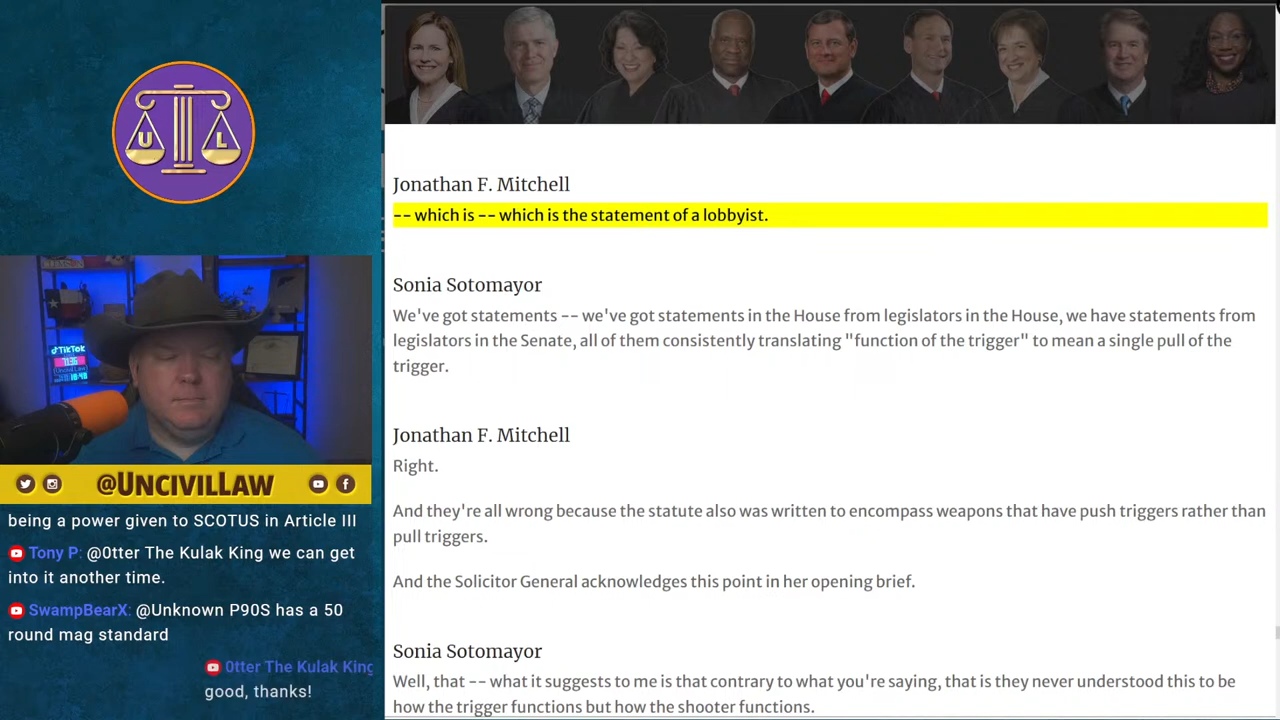 U L
TikTok
@UNCIVILLAW
being a power given to SCOTUS in Article III
Tony P: @0tter The Kulak King we can get
into it another time.
SwampBearX: @Unknown P90S has a 50
round mag standard
0tter The Kulak King
good, thanks!
Jonathan F. Mitchell
-- which is -- which is the statement of a lobbyist.
Sonia Sotomayor
We've got statements -- we've got statements in the House from legislators in the House, we have statements from
legislators in the Senate, all of them consistently translating "function of the trigger" to mean a single pull of the
trigger.
Jonathan F. Mitchell
Right.
And they're all wrong because the statute also was written to encompass weapons that have push triggers rather than
pull triggers.
And the Solicitor General acknowledges this point in her opening brief.
Sonia Sotomayor
Well, that -- what it suggests to me is that contrary to what you're saying, that is they never understood this to be
how the trigger functions but how the shooter functions.